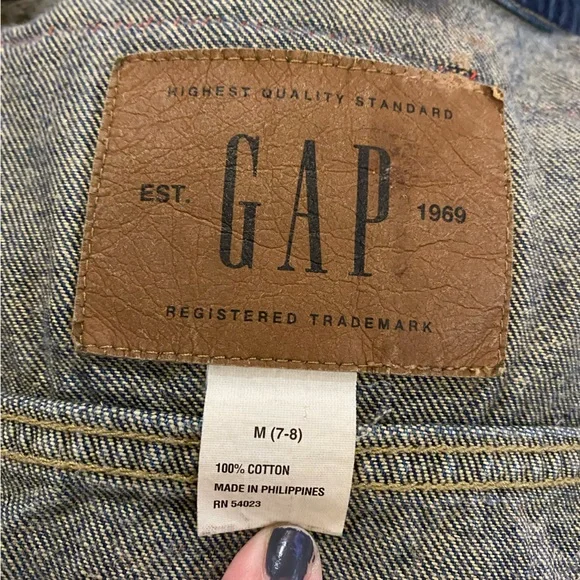 HIGHEST QUALITY STANDARD
EST. GAP 1969
REGISTERED TRADEMARK
M (7-8)
100% COTTON
MADE IN PHILIPPINES
RN 54023